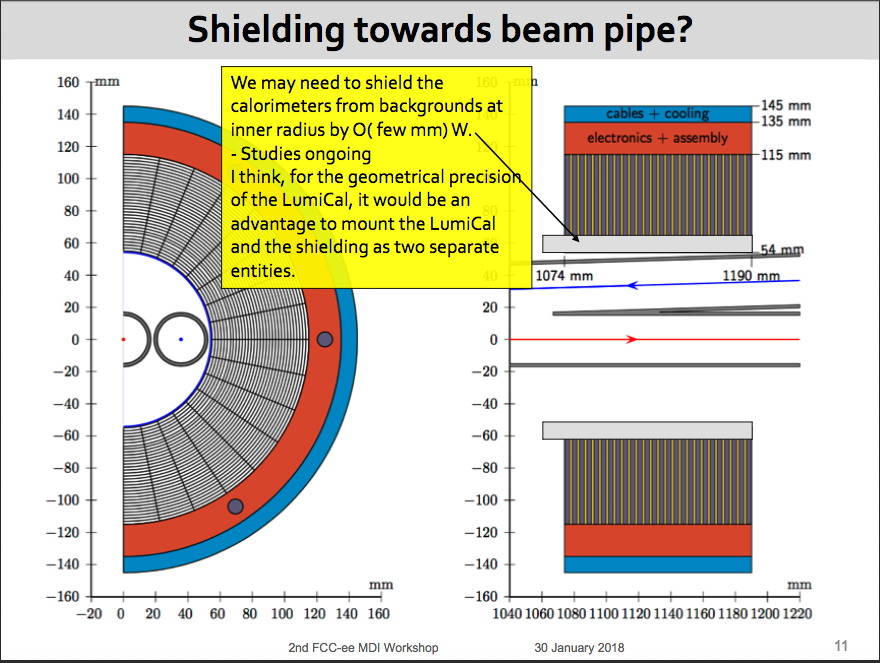 Shielding towards beam pipe?
We may need to shield the
calorimeters from backgrounds at
inner radius by O( few mm) W.
- Studies ongoing
I think, for the geometrical precision
of the LumiCal, it would be an
advantage to mount the LumiCal
and the shielding as two separate
entities.
mm
160
140
120
100
80
60
40
20
0
−20
−40
−60
−80
−100
−120
−140
−160
−20 0 20 40 60 80 100 120 140 160
mm
mm
160
140
120
100
80
60
40
20
0
−20
−40
−60
−80
−100
−120
−140
−160
cables + cooling
electronics + assembly
145 mm
135 mm
115 mm
54 mm
1074 mm
1190 mm
mm
1040 1060 1080 1100 1120 1140 1160 1180 1200 1220
2nd FCC-ee MDI Workshop
30 January 2018
11